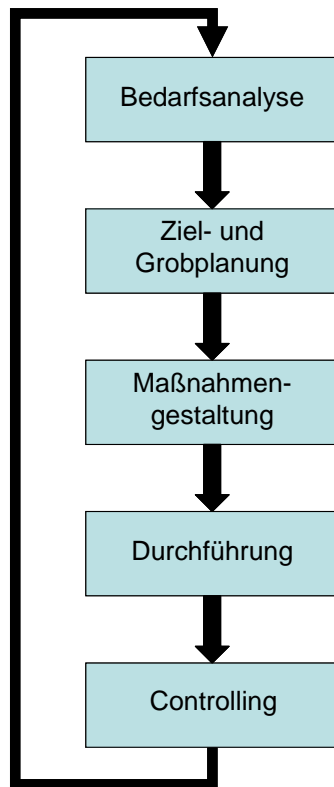 Bedarfsanalyse
Ziel- und
Grobplanung
Maßnahmen-
gestaltung
Durchführung
Controlling